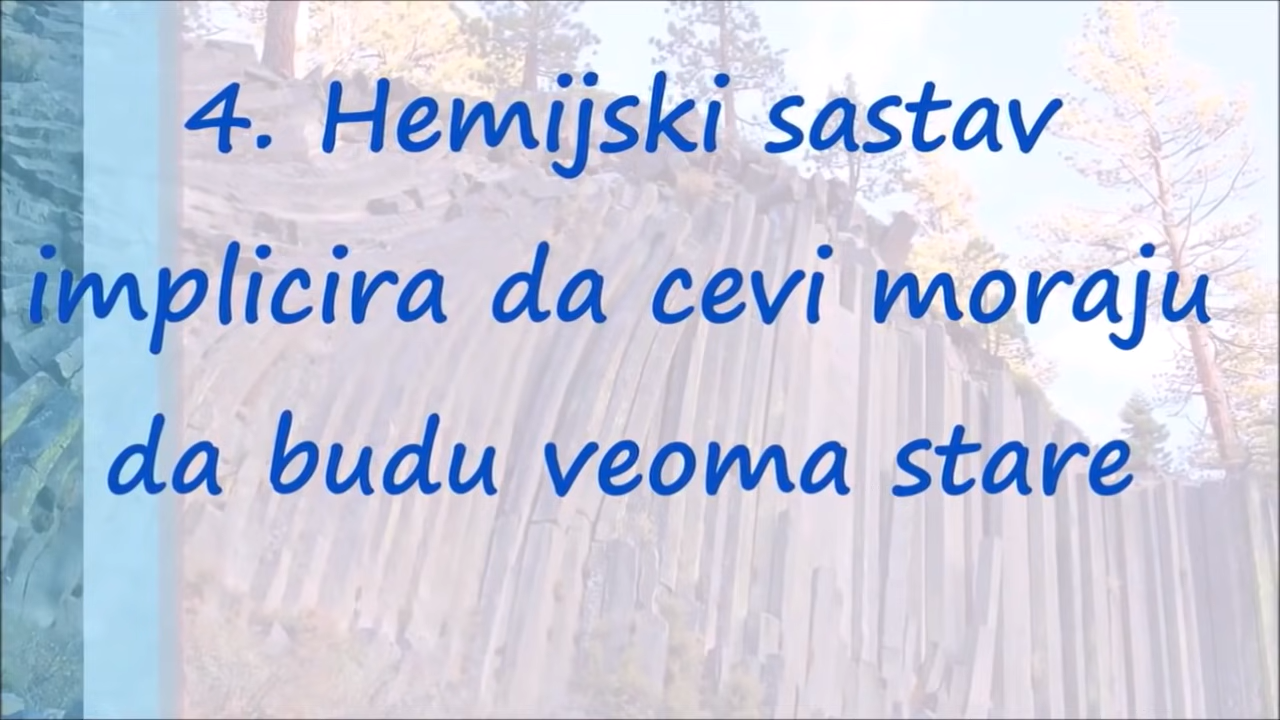 4. Hemijski sastav
implicira da cevi moraju
da budu veoma stare